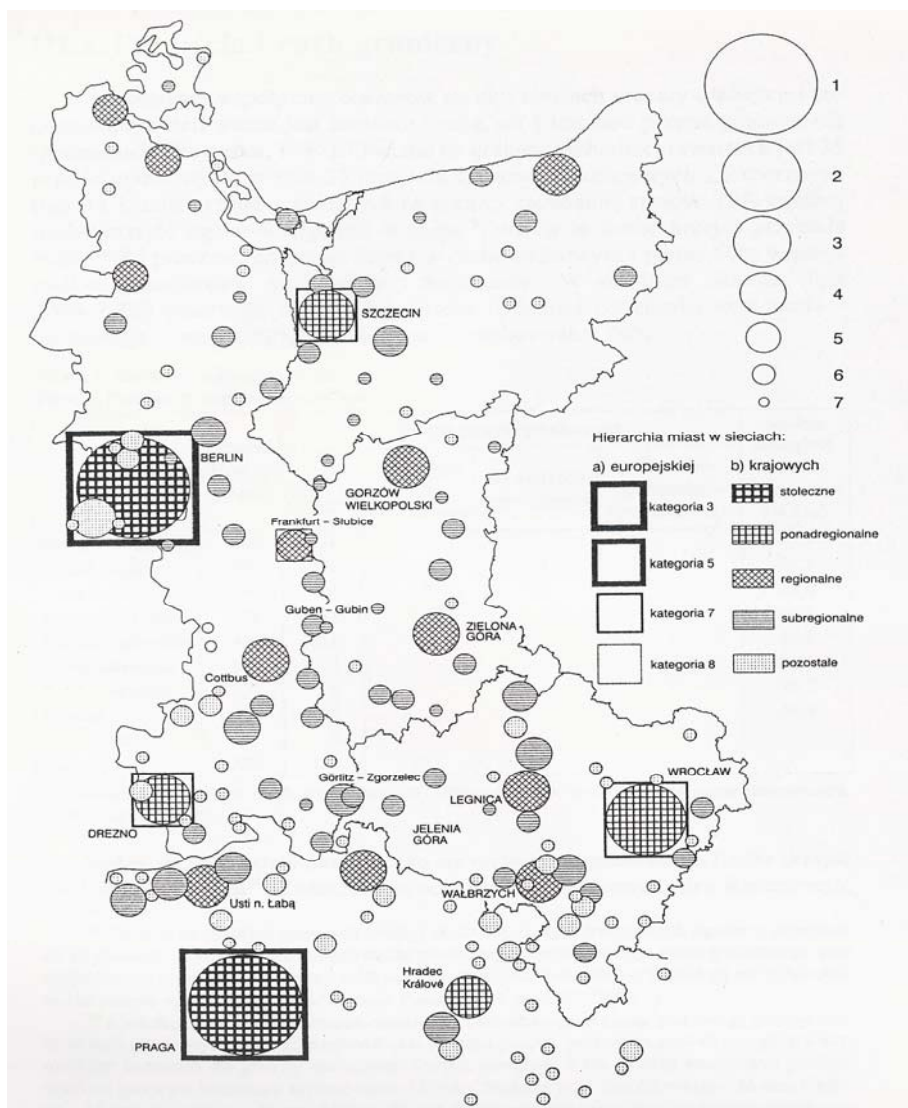 1
2
3
4
5
6
7
Hierarchia miast w sieciach:
a) europejskiej
b) krajowych
kategoria 3
kategoria 5
kategoria 7
kategoria 8
stołeczne
ponadregionalne
regionalne
subregionalne
pozostałe
SZCZECIN
BERLIN
GORZÓW
WIELKOPOLSKI
Frankfurt – Słubice
Guben – Gubin
ZIELONA
GÓRA
Cottbus
Görlitz – Zgorzelec
WROCŁAW
LEGNICA
DREZNO
JELENIA
GÓRA
WAŁBRZYCH
Usti n. Łabą
Hradec
Králové
PRAGA